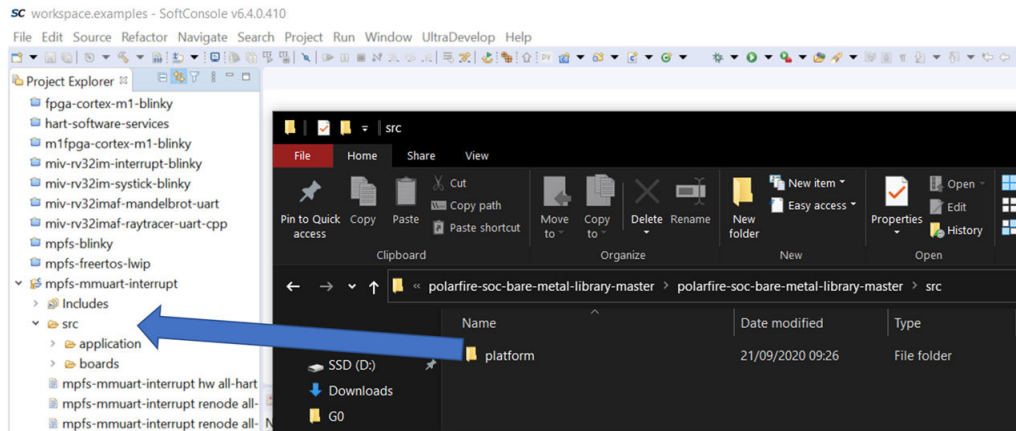 SC workspace.examples - SoftConsole v6.4.0.410
File Edit Source Refactor Navigate Search Project Run Window UltraDevelop Help
Project Explorer
fpga-cortex-m1-blinky
hart-software-services
m1fpga-cortex-m1-blinky
miv-rv32im-interrupt-blinky
miv-rv32im-systick-blinky
miv-rv32imaf-mandelbrot-uart
miv-rv32imaf-raytracer-uart-cpp
mpfs-blinky
mpfs-freertos-lwip
mpfs-mmuart-interrupt
Includes
src
application
boards
mpfs-mmuart-interrupt hw all-hart
mpfs-mmuart-interrupt renode all-
mpfs-mmuart-interrupt renode all- N
src
File Home Share View
Pin to Quick access
Copy
Paste
Cut
Copy path
Paste shortcut
Clipboard
Move to
Copy to
Delete
Rename
Organize
New folder
New item
Easy access
New
Properties
Open
Edit
History
Open
« polarfire-soc-bare-metal-library-master > polarfire-soc-bare-metal-library-master > src
Name Date modified Type
platform 21/09/2020 09:26 File folder
SSD (D:)
Downloads
G0